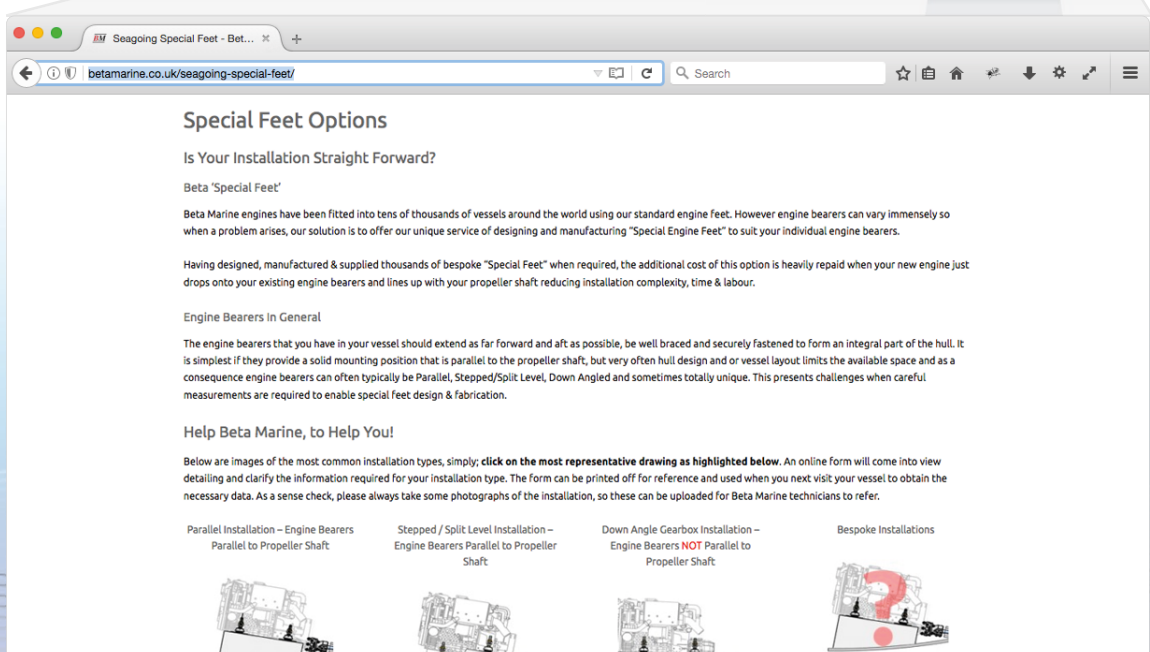 BM Seagoing Special Feet - Bet...
betamarine.co.uk/seagoing-special-feet/
Search
Special Feet Options
Is Your Installation Straight Forward?
Beta ‘Special Feet’
Beta Marine engines have been fitted into tens of thousands of vessels around the world using our standard engine feet. However engine bearers can vary immensely so
when a problem arises, our solution is to offer our unique service of designing and manufacturing “Special Engine Feet” to suit your individual engine bearers.
Having designed, manufactured & supplied thousands of bespoke “Special Feet” when required, the additional cost of this option is heavily repaid when your new engine just
drops onto your existing engine bearers and lines up with your propeller shaft reducing installation complexity, time & labour.
Engine Bearers In General
The engine bearers that you have in your vessel should extend as far forward and aft as possible, be well braced and securely fastened to form an integral part of the hull. It
is simplest if they provide a solid mounting position that is parallel to the propeller shaft, but very often hull design and or vessel layout limits the available space and as a
consequence engine bearers can often typically be Parallel, Stepped/Split Level, Down Angled and sometimes totally unique. This presents challenges when careful
measurements are required to enable special feet design & fabrication.
Help Beta Marine, to Help You!
Below are images of the most common installation types, simply; click on the most representative drawing as highlighted below. An online form will come into view
detailing and clarify the information required for your installation type. The form can be printed off for reference and used when you next visit your vessel to obtain the
necessary data. As a sense check, please always take some photographs of the installation, so these can be uploaded for Beta Marine technicians to refer.
Parallel Installation – Engine Bearers
Parallel to Propeller Shaft
Stepped / Split Level Installation –
Engine Bearers Parallel to Propeller
Shaft
Down Angle Gearbox Installation –
Engine Bearers NOT Parallel to
Propeller Shaft
Bespoke Installations
?